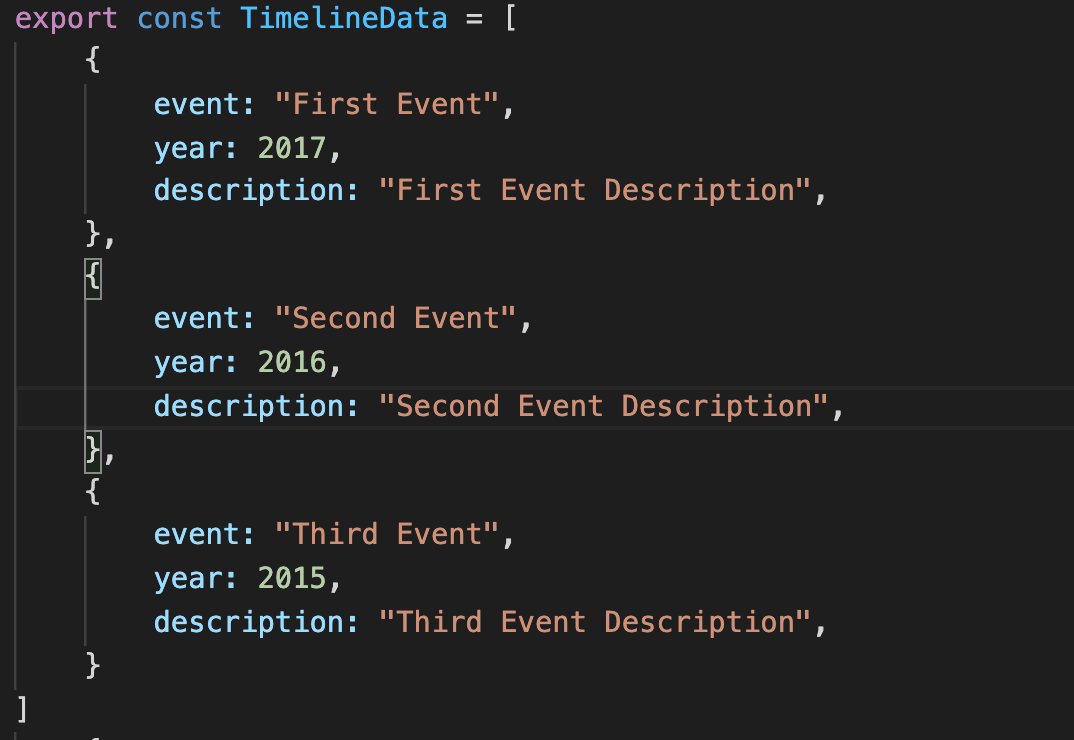 export const TimelineData = [
{
event: "First Event",
year: 2017,
description: "First Event Description",
},
{
event: "Second Event",
year: 2016,
description: "Second Event Description",
},
{
event: "Third Event",
year: 2015,
description: "Third Event Description",
}
]